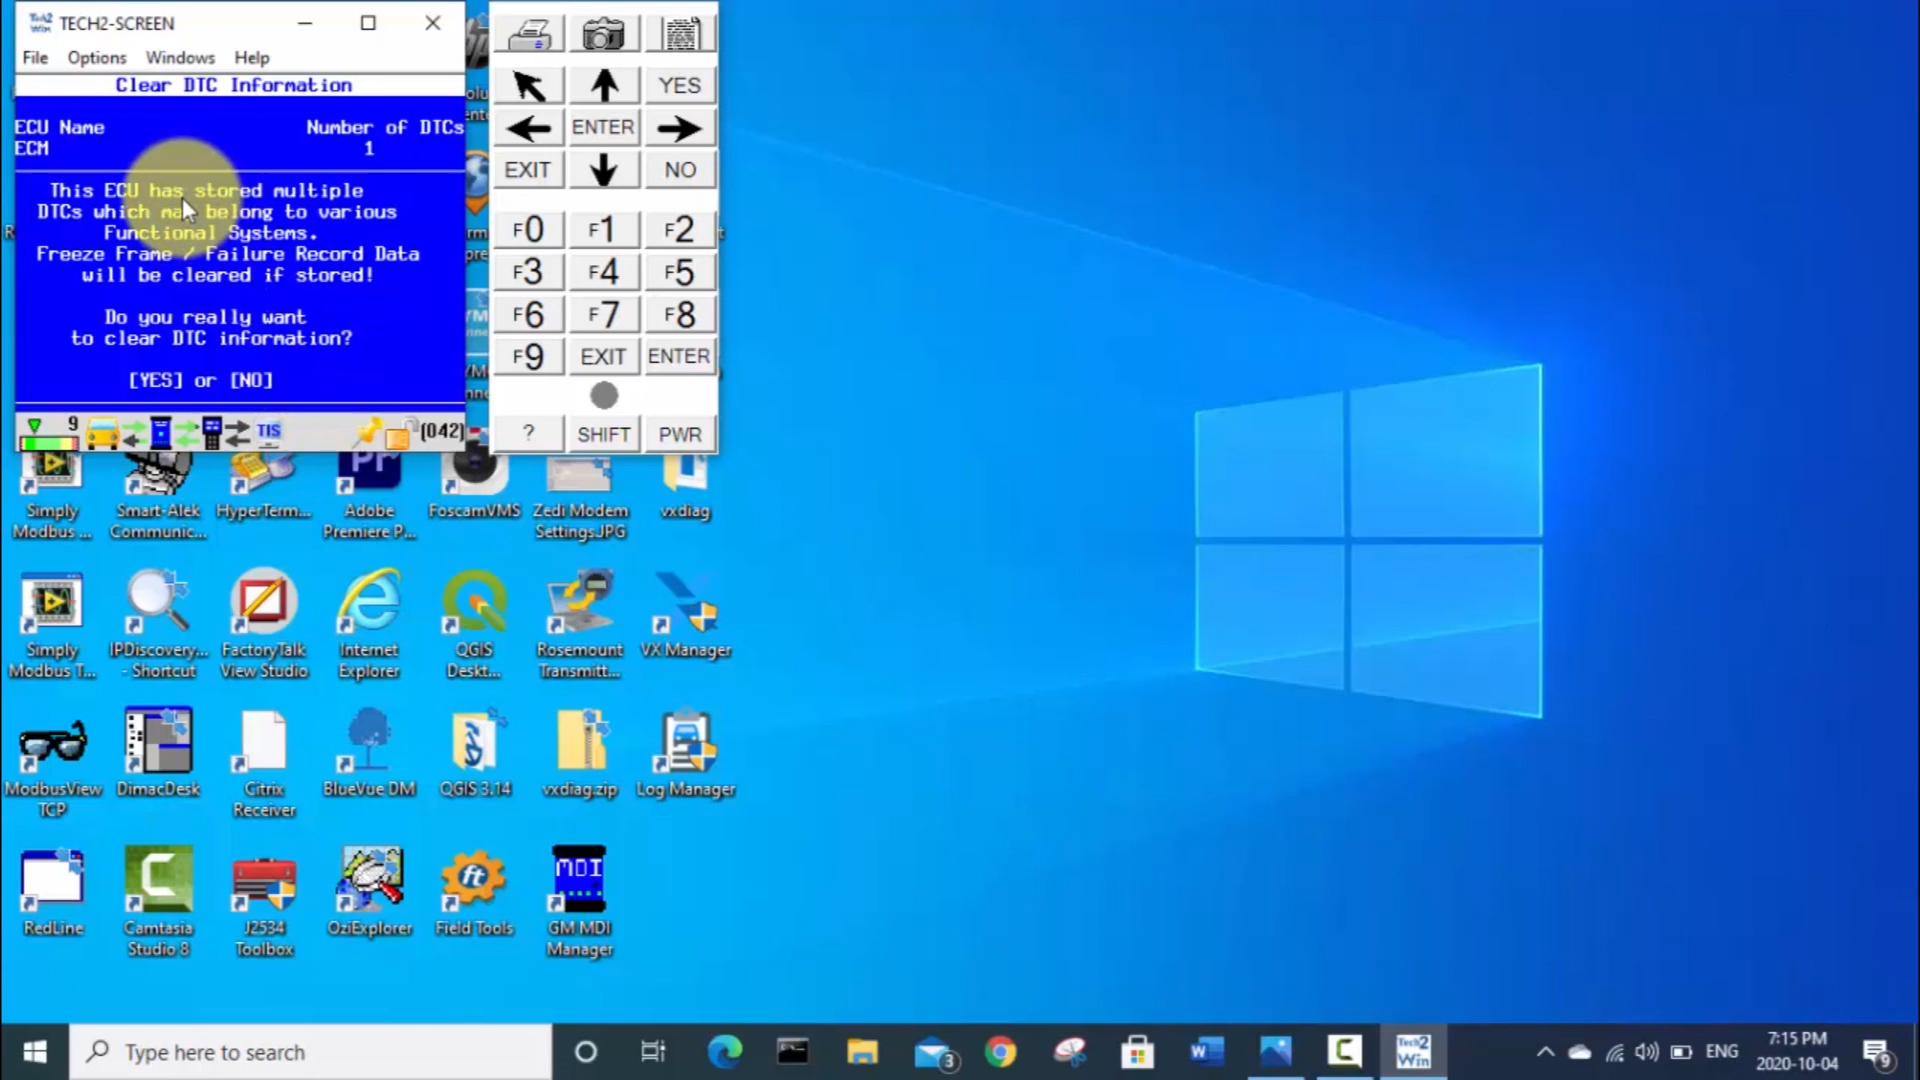 TECH2-SCREEN
File Options Windows Help
Clear DTC Information
ECU Name Number of DTCs
ECM 1
This ECU has stored multiple
DTCs which may belong to various
Functional Systems.
Freeze Frame / Failure Record Data
will be cleared if stored!
Do you really want
to clear DTC information?
[YES] or [NO]
9 TIS (042)
YES
ENTER
EXIT NO
F0 F1 F2
F3 F4 F5
F6 F7 F8
F9 EXIT ENTER
? SHIFT PWR
Simply
Modbus ...
Smart-Alek
Communic...
HyperTerm...
Adobe
Premiere P...
FoscamVMS
Zedi Modem
Settings.JPG
vxdiag
Simply
Modbus T...
IPDiscovery...
- Shortcut
FactoryTalk
View Studio
Internet
Explorer
QGIS
Deskt...
Rosemount
Transmitt...
VX Manager
ModbusView
TCP
DimacDesk
Citrix
Receiver
BlueVue DM
QGIS 3.14
vxdiag.zip
Log Manager
RedLine
Camtasia
Studio 8
J2534
Toolbox
OziExplorer
ft
Field Tools
MDI
GM MDI
Manager
Type here to search
3
Tech2
Win
ENG
7:15 PM
2020-10-04
9